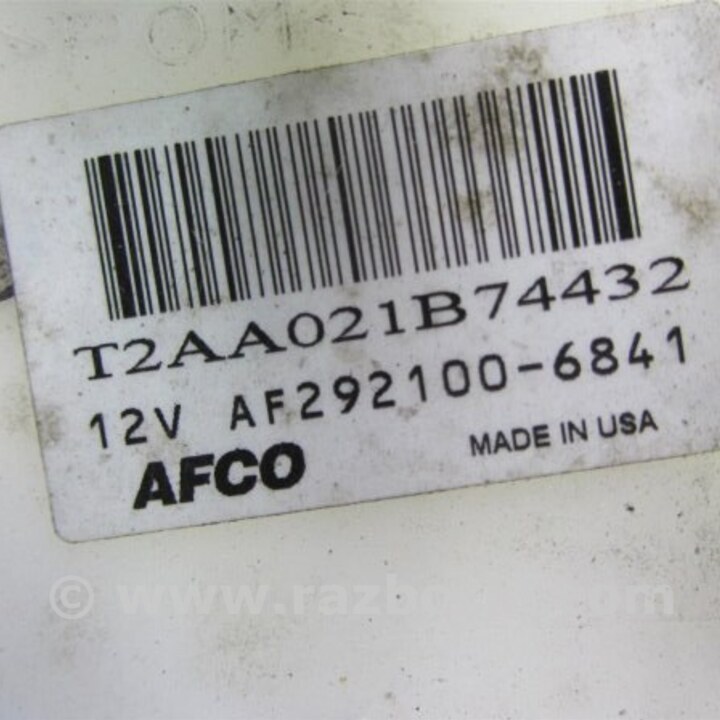 T2AA021B74432
12V AF292100-6841
AFCO MADE IN USA